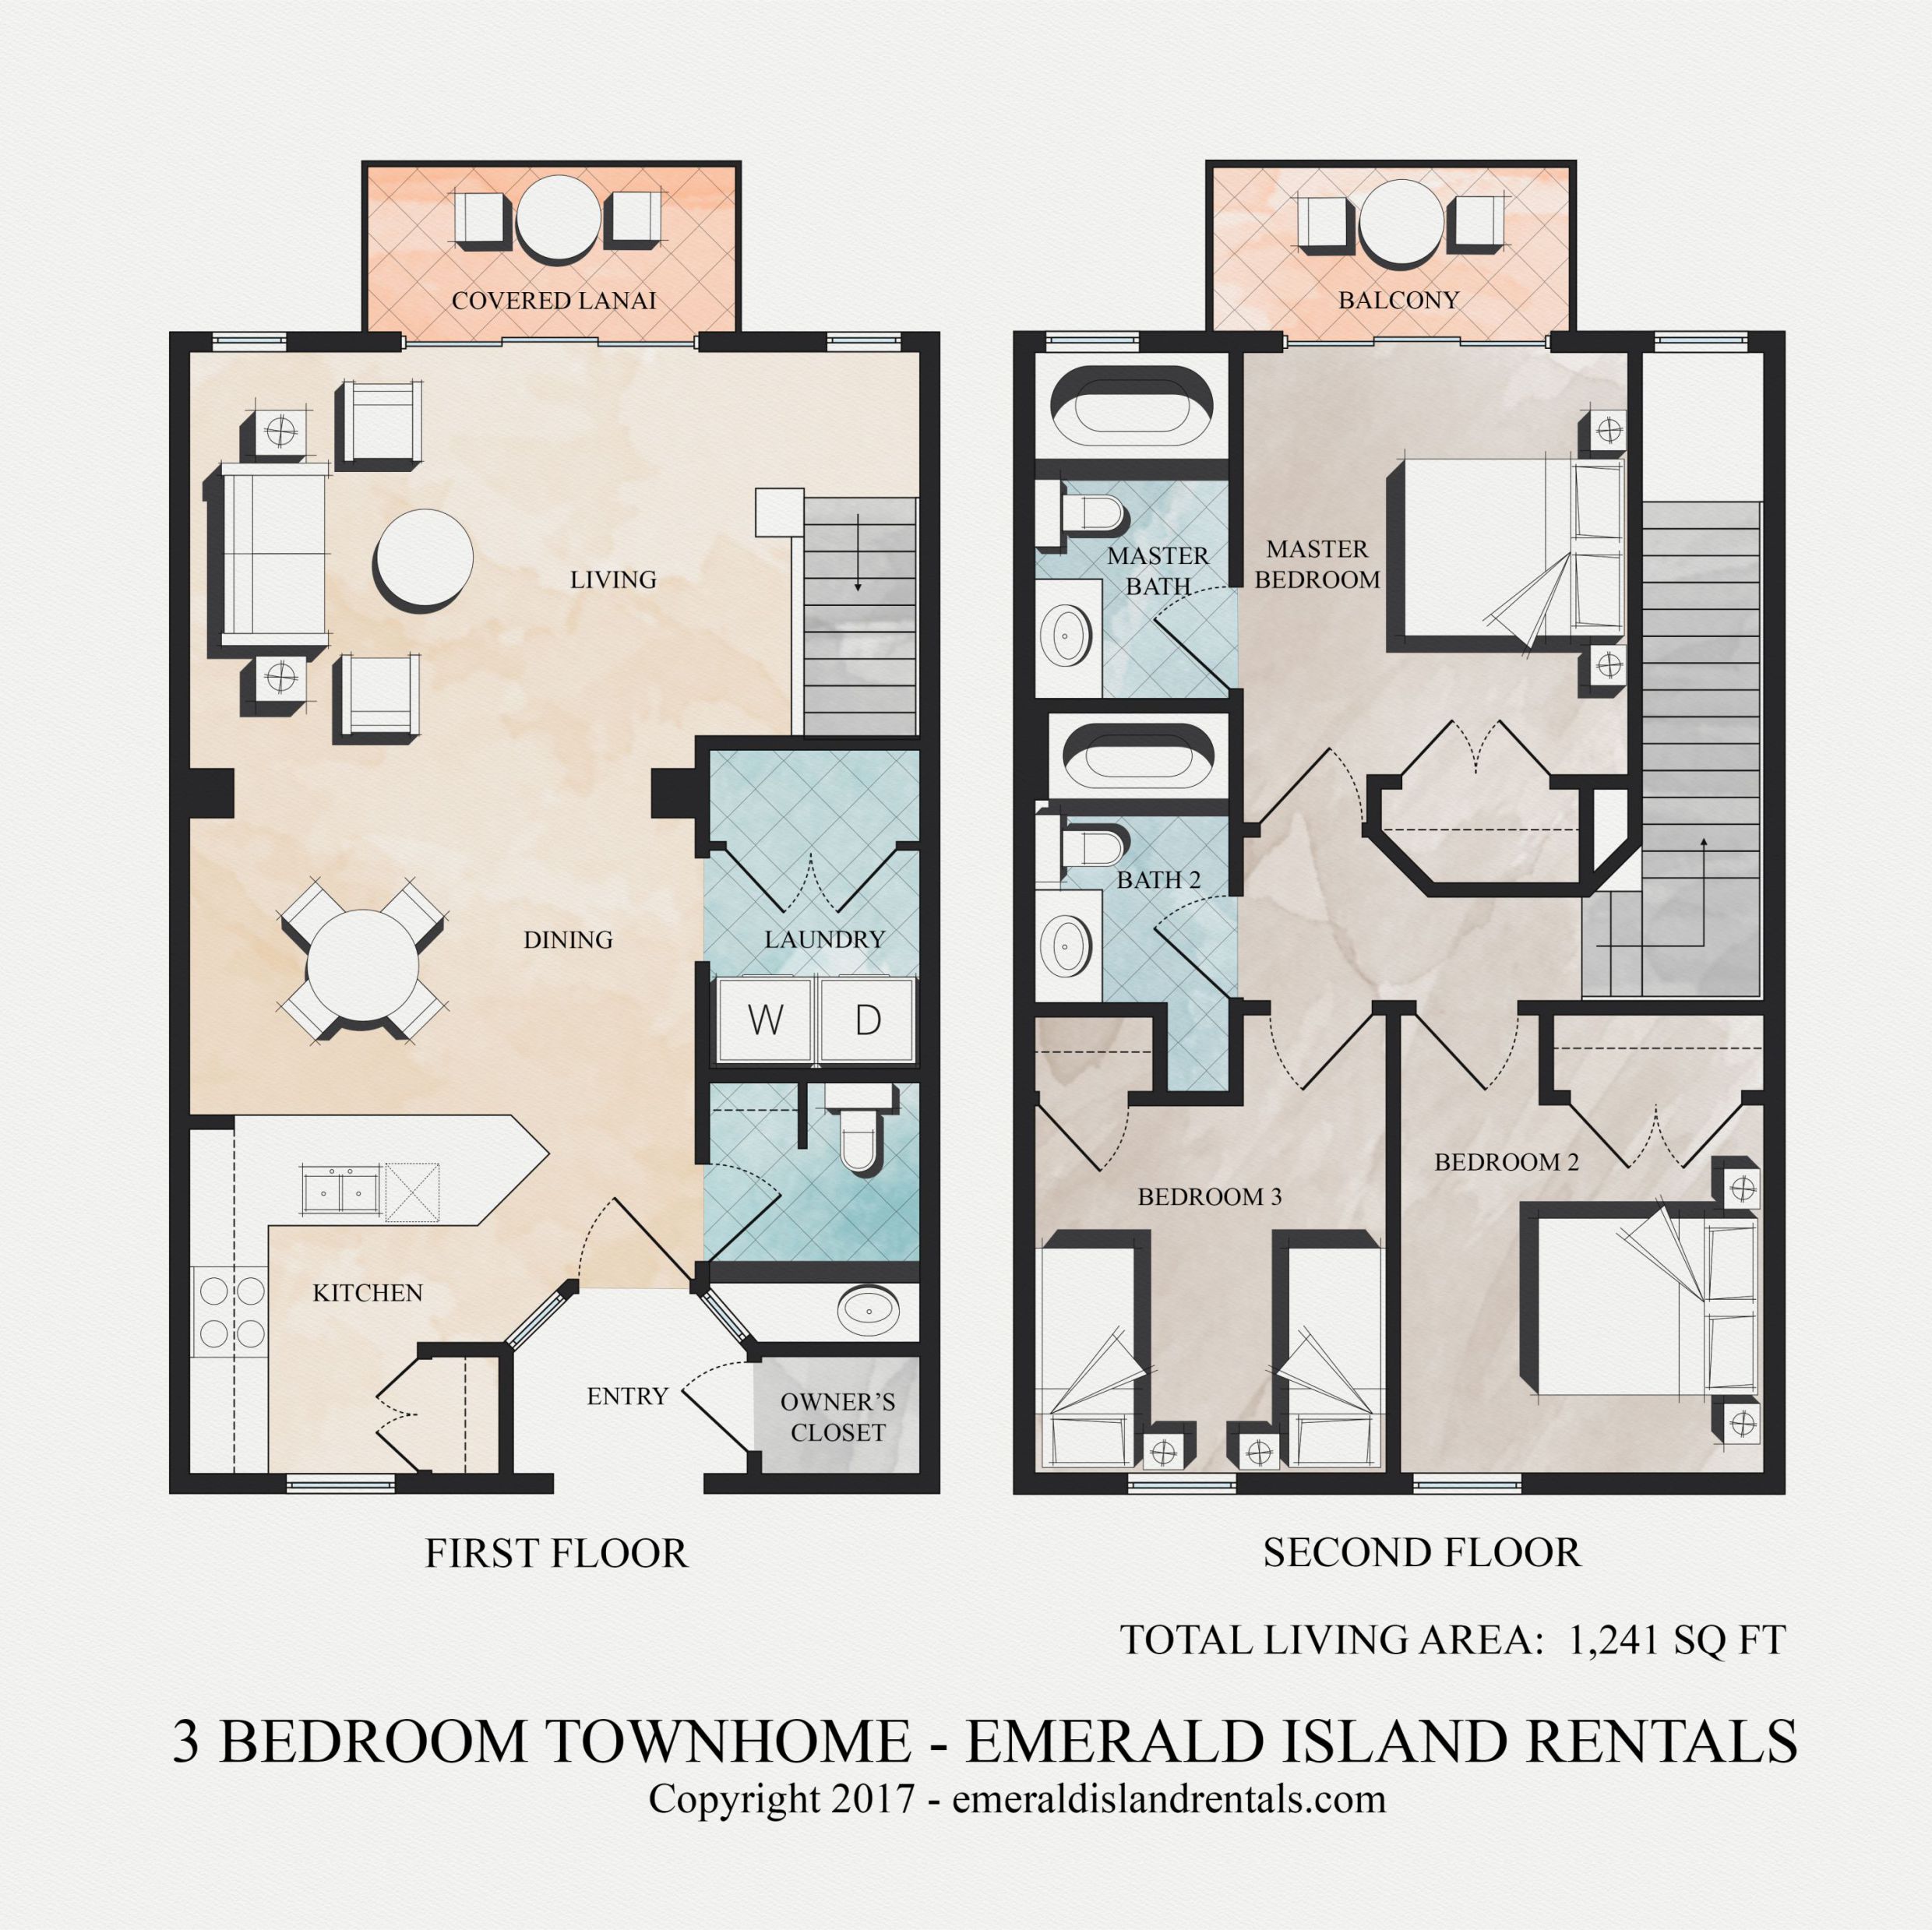 COVERED LANAI
LIVING
DINING
LAUNDRY
W D
KITCHEN
ENTRY
OWNER'S
CLOSET
FIRST FLOOR
BALCONY
MASTER
BATH
MASTER
BEDROOM
BATH 2
BEDROOM 2
BEDROOM 3
SECOND FLOOR
TOTAL LIVING AREA: 1,241 SQ FT
3 BEDROOM TOWNHOME - EMERALD ISLAND RENTALS
Copyright 2017 - emeraldislandrentals.com